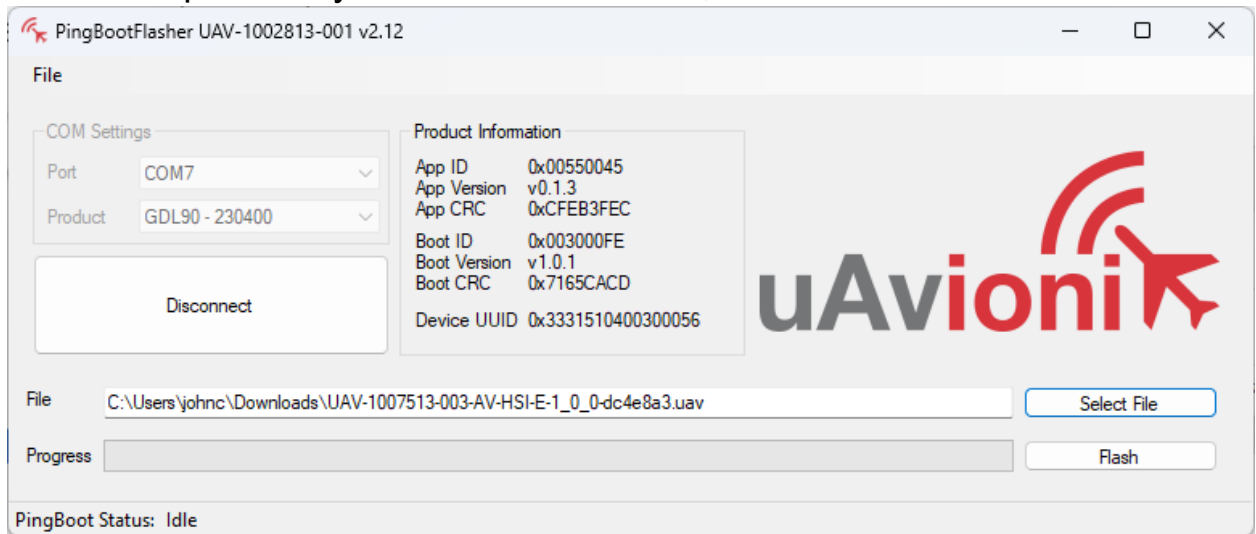 PingBootFlasher UAV-1002813-001 v2.12
File
COM Settings
Port COM7
Product GDL90 - 230400
Disconnect
Product Information
App ID 0x00550045
App Version v0.1.3
App CRC 0xCFEB3FEC
Boot ID 0x003000FE
Boot Version v1.0.1
Boot CRC 0x7165CACD
Device UUID 0x3331510400300056
uAvioni
File C:\Users\johnc\Downloads\UAV-1007513-003-AV-HSI-E-1_0_0-dc4e8a3.uav Select File
Progress Flash
PingBoot Status: Idle